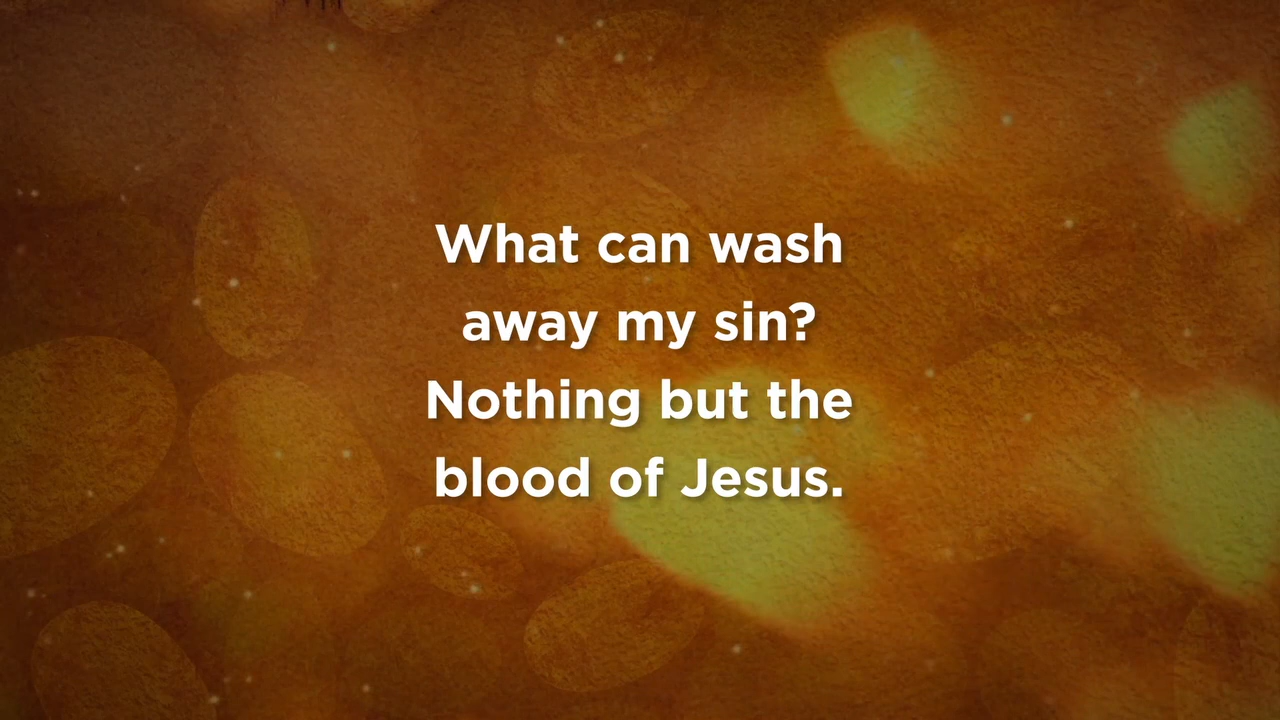 What can wash
away my sin?
Nothing but the
blood of Jesus.